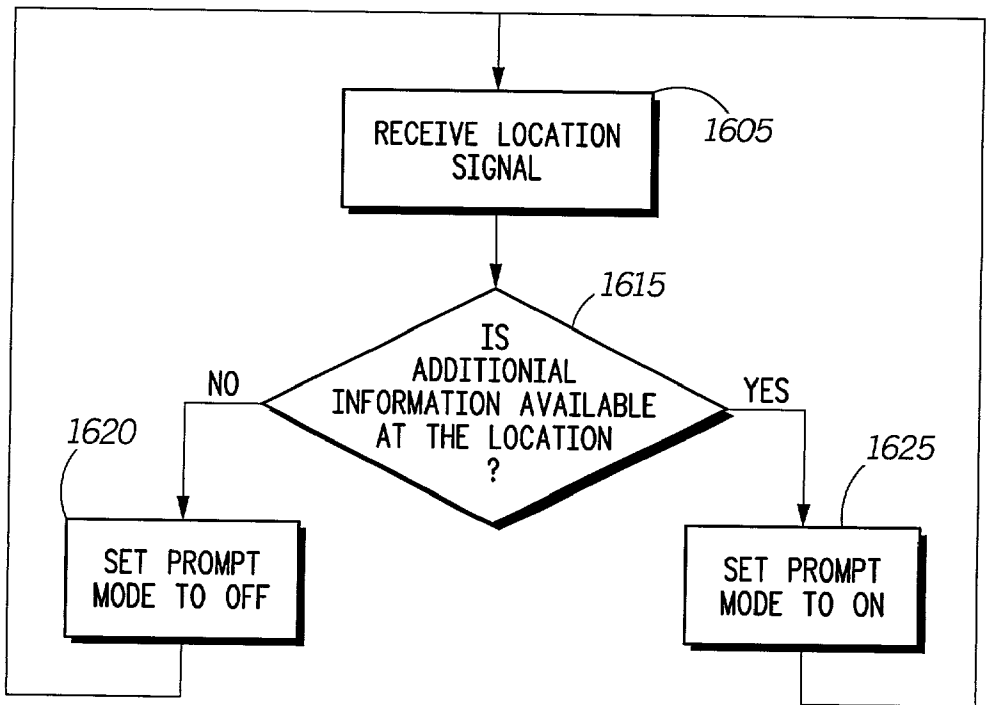 RECEIVE LOCATION
SIGNAL
1605
1615
IS
ADDITIONIAL
INFORMATION AVAILABLE
AT THE LOCATION
?
NO
YES
1620
1625
SET PROMPT
MODE TO OFF
SET PROMPT
MODE TO ON